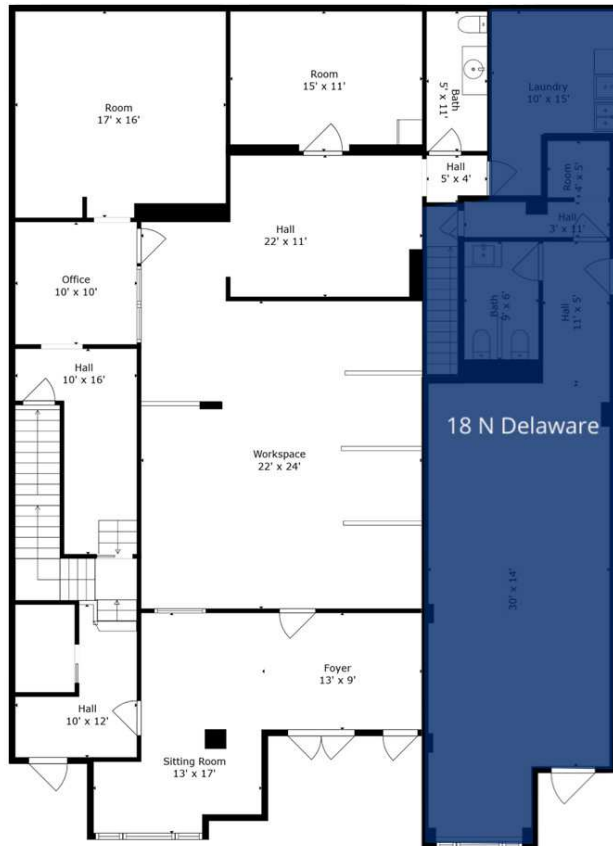 Room
17' x 16'
Room
15' x 11'
Bath
5' x 11'
Laundry
10' x 15'
Hall
5' x 4'
Room
4' x 5'
Hall
3' x 11'
Hall
22' x 11'
Office
10' x 10'
Bath
9' x 6'
Hall
11' x 5'
Hall
10' x 16'
18 N Delaware
Workspace
22' x 24'
30' x 14'
Foyer
13' x 9'
Hall
10' x 12'
Sitting Room
13' x 17'